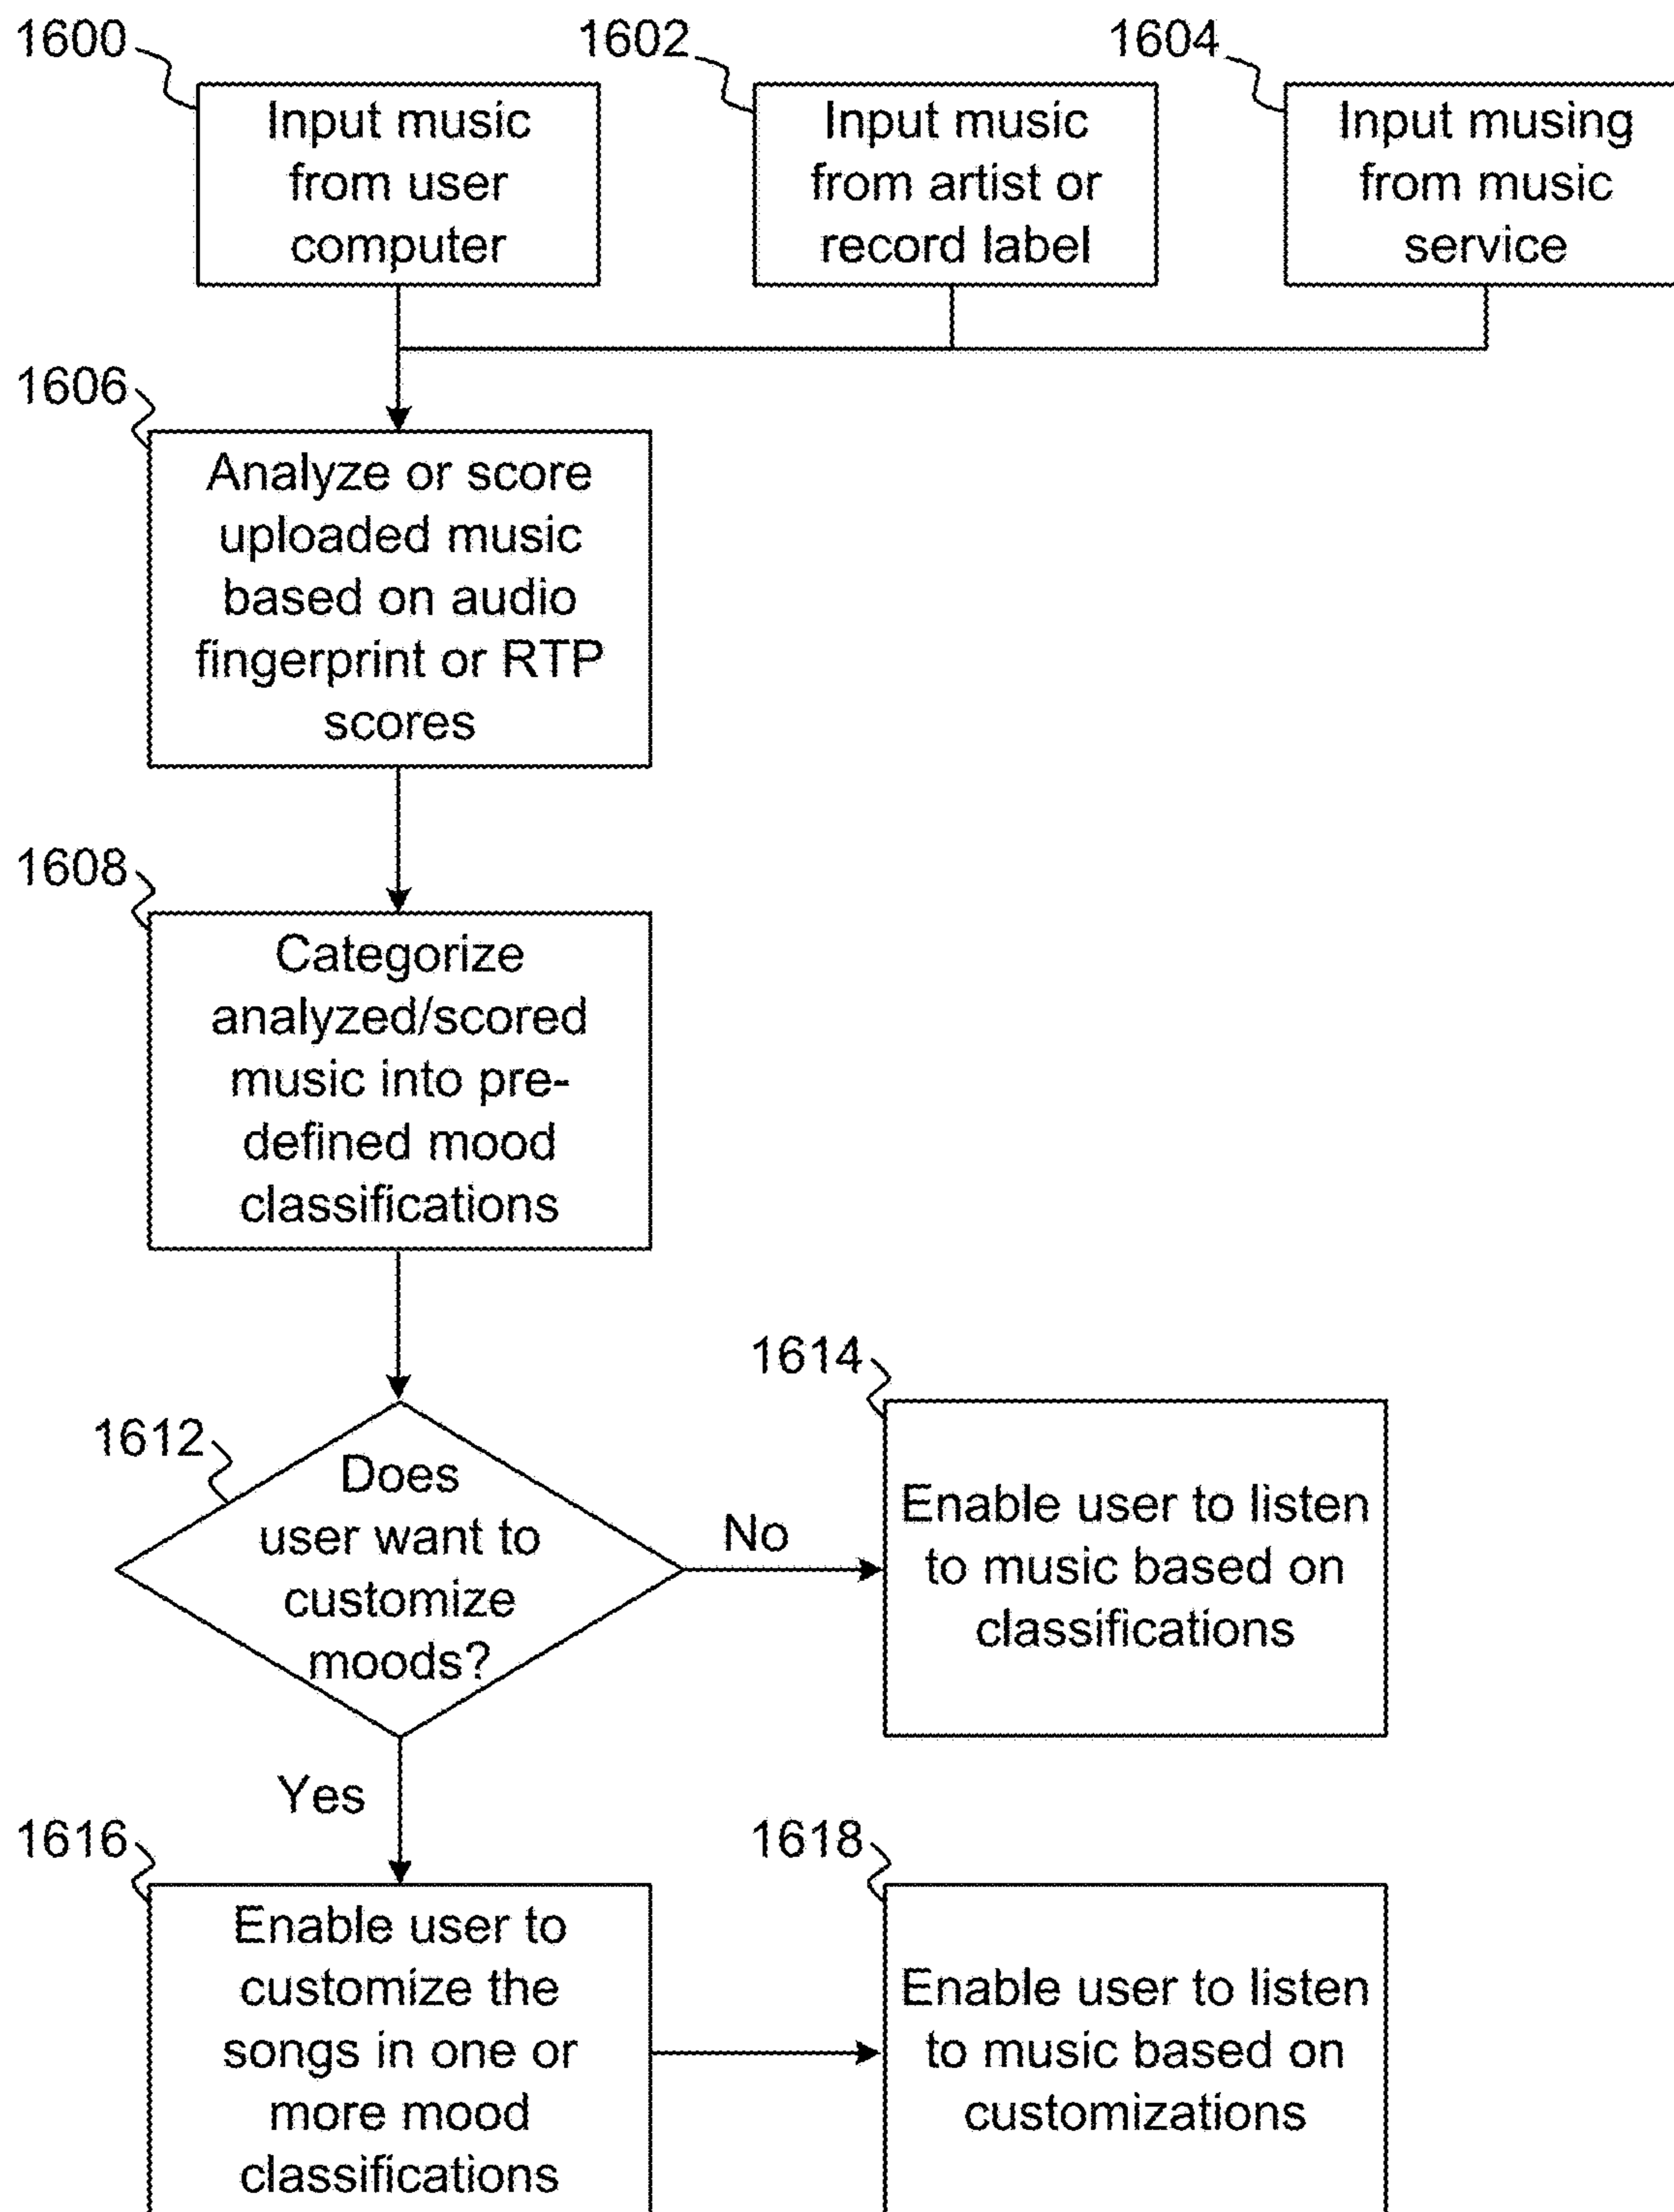 1600
Input music
from user
computer
1602
Input music
from artist or
record label
1604
Input musing
from music
service
1606
Analyze or score
uploaded music
based on audio
fingerprint or RTP
scores
1608
Categorize
analyzed/scored
music into pre-
defined mood
classifications
1612
Does
user want to
customize
moods?
No
1614
Enable user to listen
to music based on
classifications
Yes
1616
Enable user to
customize the
songs in one or
more mood
classifications
1618
Enable user to listen
to music based on
customizations